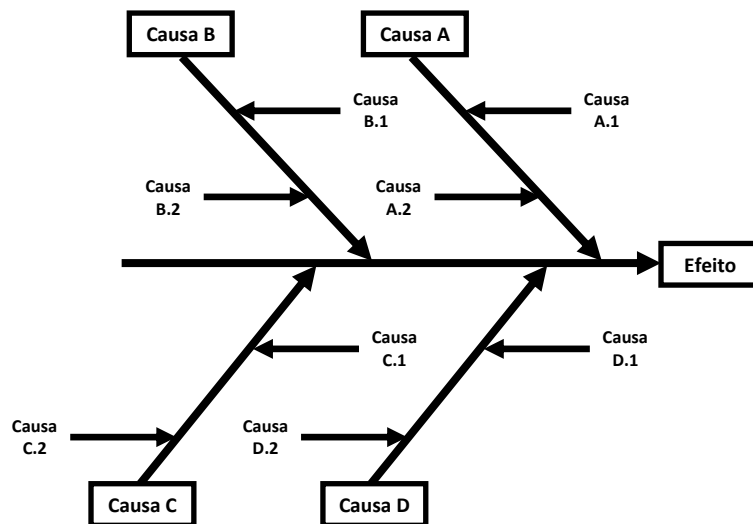 Causa B
Causa A
Causa
B.1
Causa
A.1
Causa
B.2
Causa
A.2
Efeito
Causa
C.1
Causa
D.1
Causa
C.2
Causa
D.2
Causa C
Causa D